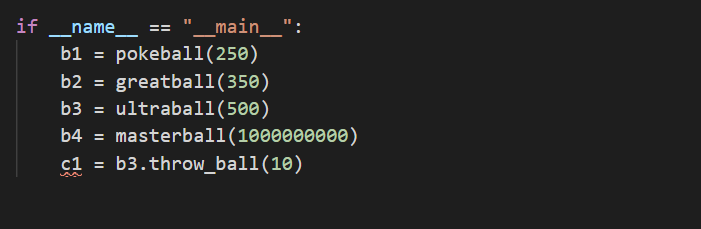 if __name__ == "__main__":
    b1 = pokeball(250)
    b2 = greatball(350)
    b3 = ultraball(500)
    b4 = masterball(1000000000)
    c1 = b3.throw_ball(10)